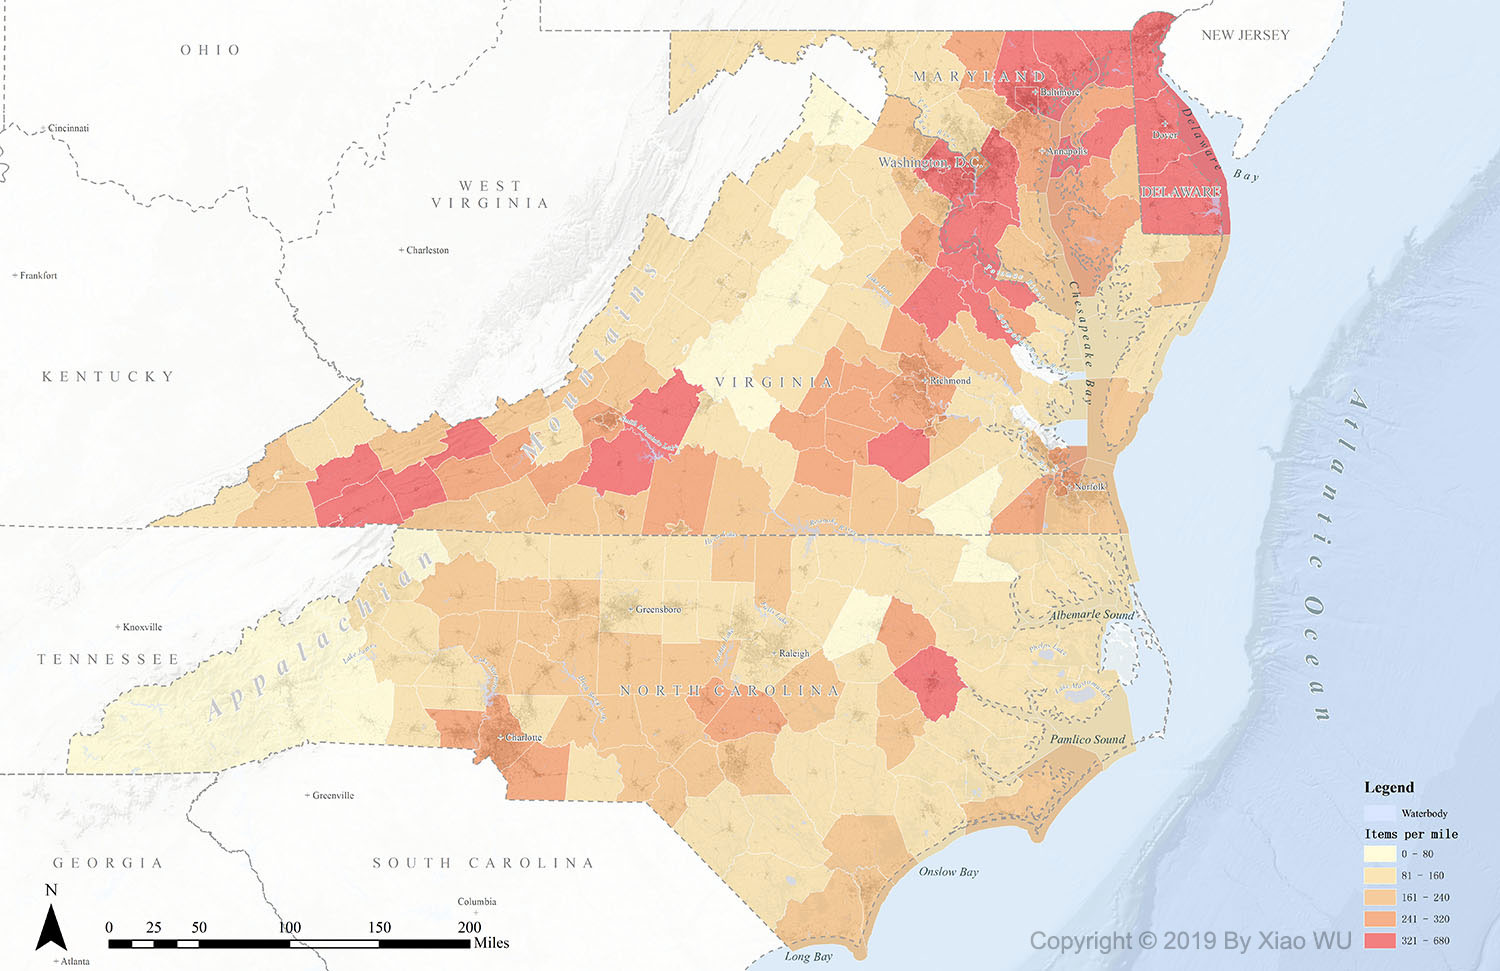 OHIO
NEW JERSEY
MARYLAND
Baltimore
Cincinnati
Dover
Delaware Bay
Annapolis
Washington, D.C.
WEST
VIRGINIA
DELAWARE
Charleston
Frankfort
Chesapeake Bay
KENTUCKY
VIRGINIA
Richmond
Appalachian Mountains
Norfolk
Atlantic Ocean
Greensboro
Albemarle Sound
Knoxville
TENNESSEE
Lake James
Raleigh
NORTH CAROLINA
Charlotte
Pamlico Sound
Greenville
GEORGIA
SOUTH CAROLINA
Onslow Bay
Columbia
Long Bay
Atlanta
N
0 25 50 100 150 200
Miles
Legend
Waterbody
Items per mile
0 - 80
81 - 160
161 - 240
241 - 320
321 - 680
Copyright © 2019 By Xiao WU